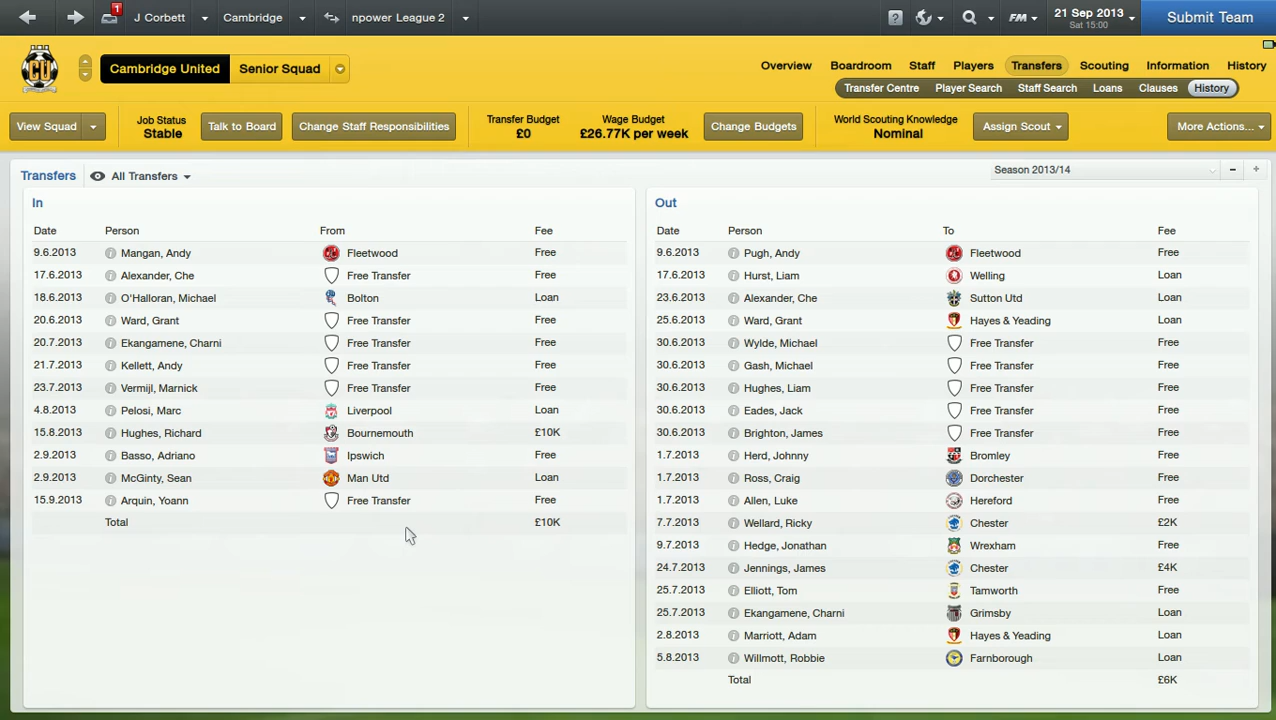 1
J Corbett
Cambridge
npower League 2
?
FM
21 Sep 2013
Sat 15:00
Submit Team
CU
Cambridge United
Senior Squad
Overview
Boardroom
Staff
Players
Transfers
Scouting
Information
History
Transfer Centre
Player Search
Staff Search
Loans
Clauses
History
View Squad
Job Status
Stable
Talk to Board
Change Staff Responsibilities
Transfer Budget
£0
Wage Budget
£26.77K per week
Change Budgets
World Scouting Knowledge
Nominal
Assign Scout
More Actions...
Transfers
All Transfers
Season 2013/14
In
Date Person From Fee
9.6.2013 Mangan, Andy Fleetwood Free
17.6.2013 Alexander, Che Free Transfer Free
18.6.2013 O'Halloran, Michael Bolton Loan
20.6.2013 Ward, Grant Free Transfer Free
20.7.2013 Ekangamene, Charni Free Transfer Free
21.7.2013 Kellett, Andy Free Transfer Free
23.7.2013 Vermijl, Marnick Free Transfer Free
4.8.2013 Pelosi, Marc Liverpool Loan
15.8.2013 Hughes, Richard Bournemouth £10K
2.9.2013 Basso, Adriano Ipswich Free
2.9.2013 McGinty, Sean Man Utd Loan
15.9.2013 Arquin, Yoann Free Transfer Free
Total £10K
Out
Date Person To Fee
9.6.2013 Pugh, Andy Fleetwood Free
17.6.2013 Hurst, Liam Welling Loan
23.6.2013 Alexander, Che Sutton Utd Loan
25.6.2013 Ward, Grant Hayes & Yeading Loan
30.6.2013 Wylde, Michael Free Transfer Free
30.6.2013 Gash, Michael Free Transfer Free
30.6.2013 Hughes, Liam Free Transfer Free
30.6.2013 Eades, Jack Free Transfer Free
30.6.2013 Brighton, James Free Transfer Free
1.7.2013 Herd, Johnny Bromley Free
1.7.2013 Ross, Craig Dorchester Free
1.7.2013 Allen, Luke Hereford Free
7.7.2013 Wellard, Ricky Chester £2K
9.7.2013 Hedge, Jonathan Wrexham Free
24.7.2013 Jennings, James Chester £4K
25.7.2013 Elliott, Tom Tamworth Free
25.7.2013 Ekangamene, Charni Grimsby Loan
2.8.2013 Marriott, Adam Hayes & Yeading Loan
5.8.2013 Willmott, Robbie Farnborough Loan
Total £6K